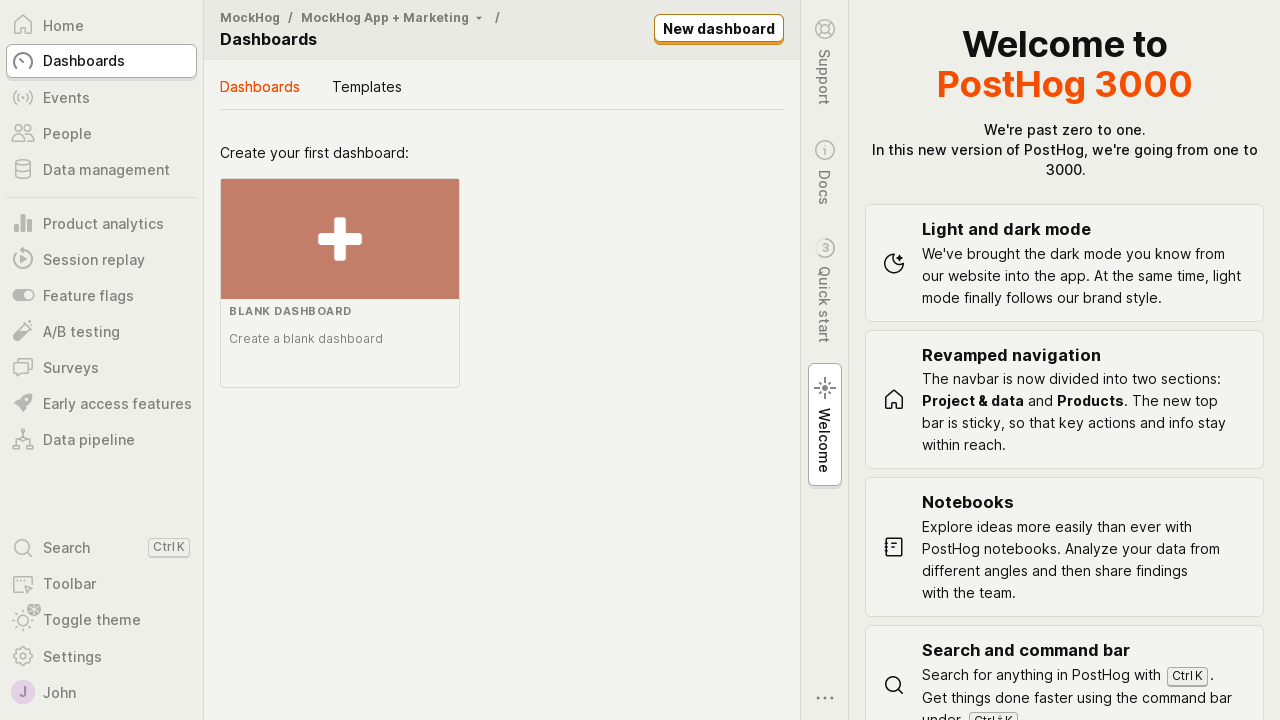 Home
Dashboards
Events
People
Data management
Product analytics
Session replay
Feature flags
A/B testing
Surveys
Early access features
Data pipeline
Search
Ctrl K
Toolbar
Toggle theme
Settings
J
John
MockHog / MockHog App + Marketing /
Dashboards
New dashboard
Dashboards
Templates
Create your first dashboard:
BLANK DASHBOARD
Create a blank dashboard
Support
Docs
3
Quick start
Welcome
Welcome to
PostHog 3000
We're past zero to one.
In this new version of PostHog, we're going from one to
3000.
Light and dark mode
We've brought the dark mode you know from
our website into the app. At the same time, light
mode finally follows our brand style.
Revamped navigation
The navbar is now divided into two sections:
Project & data and Products. The new top
bar is sticky, so that key actions and info stay
within reach.
Notebooks
Explore ideas more easily than ever with
PostHog notebooks. Analyze your data from
different angles and then share findings
with the team.
Search and command bar
Search for anything in PostHog with Ctrl K.
Get things done faster using the command bar
under